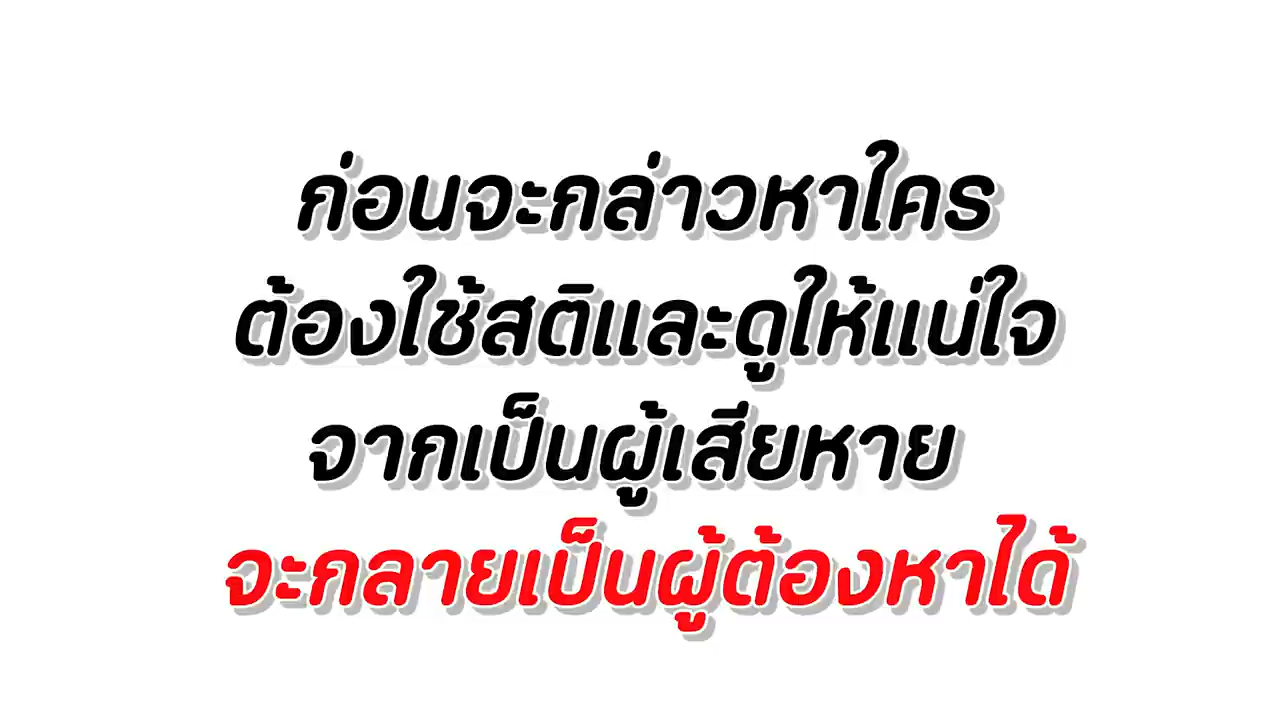 ก่อนจะกล่าวหาใคร
ต้องใช้สติและดูให้แน่ใจ
จากเป็นผู้เสียหาย
จะกลายเป็นผู้ต้องหาได้